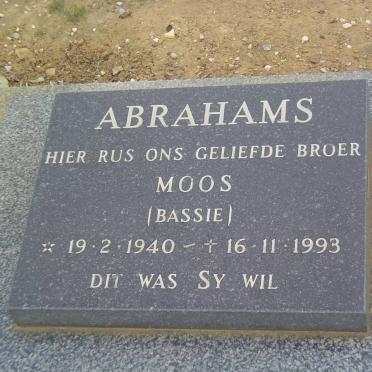 ABRAHAMS
HIER RUS ONS GELIEFDE BROER
MOOS
(BASSIE)
☆ 19·2·1940 – † 16·11·1993
DIT WAS SY WIL